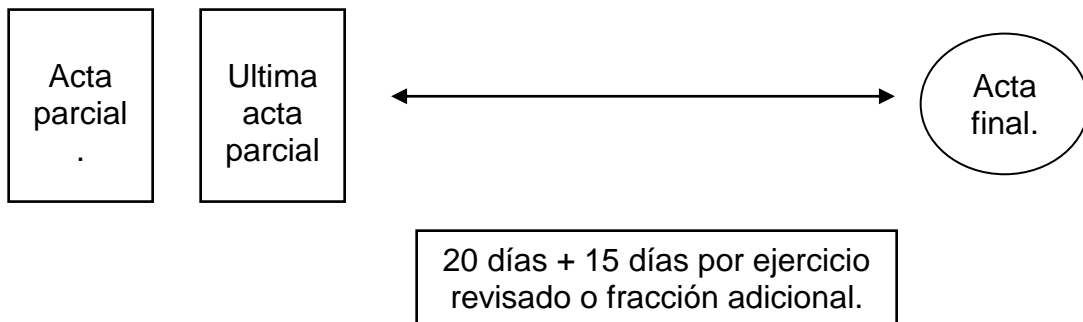 Acta
parcial
.
Ultima
acta
parcial
Acta
final.
20 días + 15 días por ejercicio
revisado o fracción adicional.